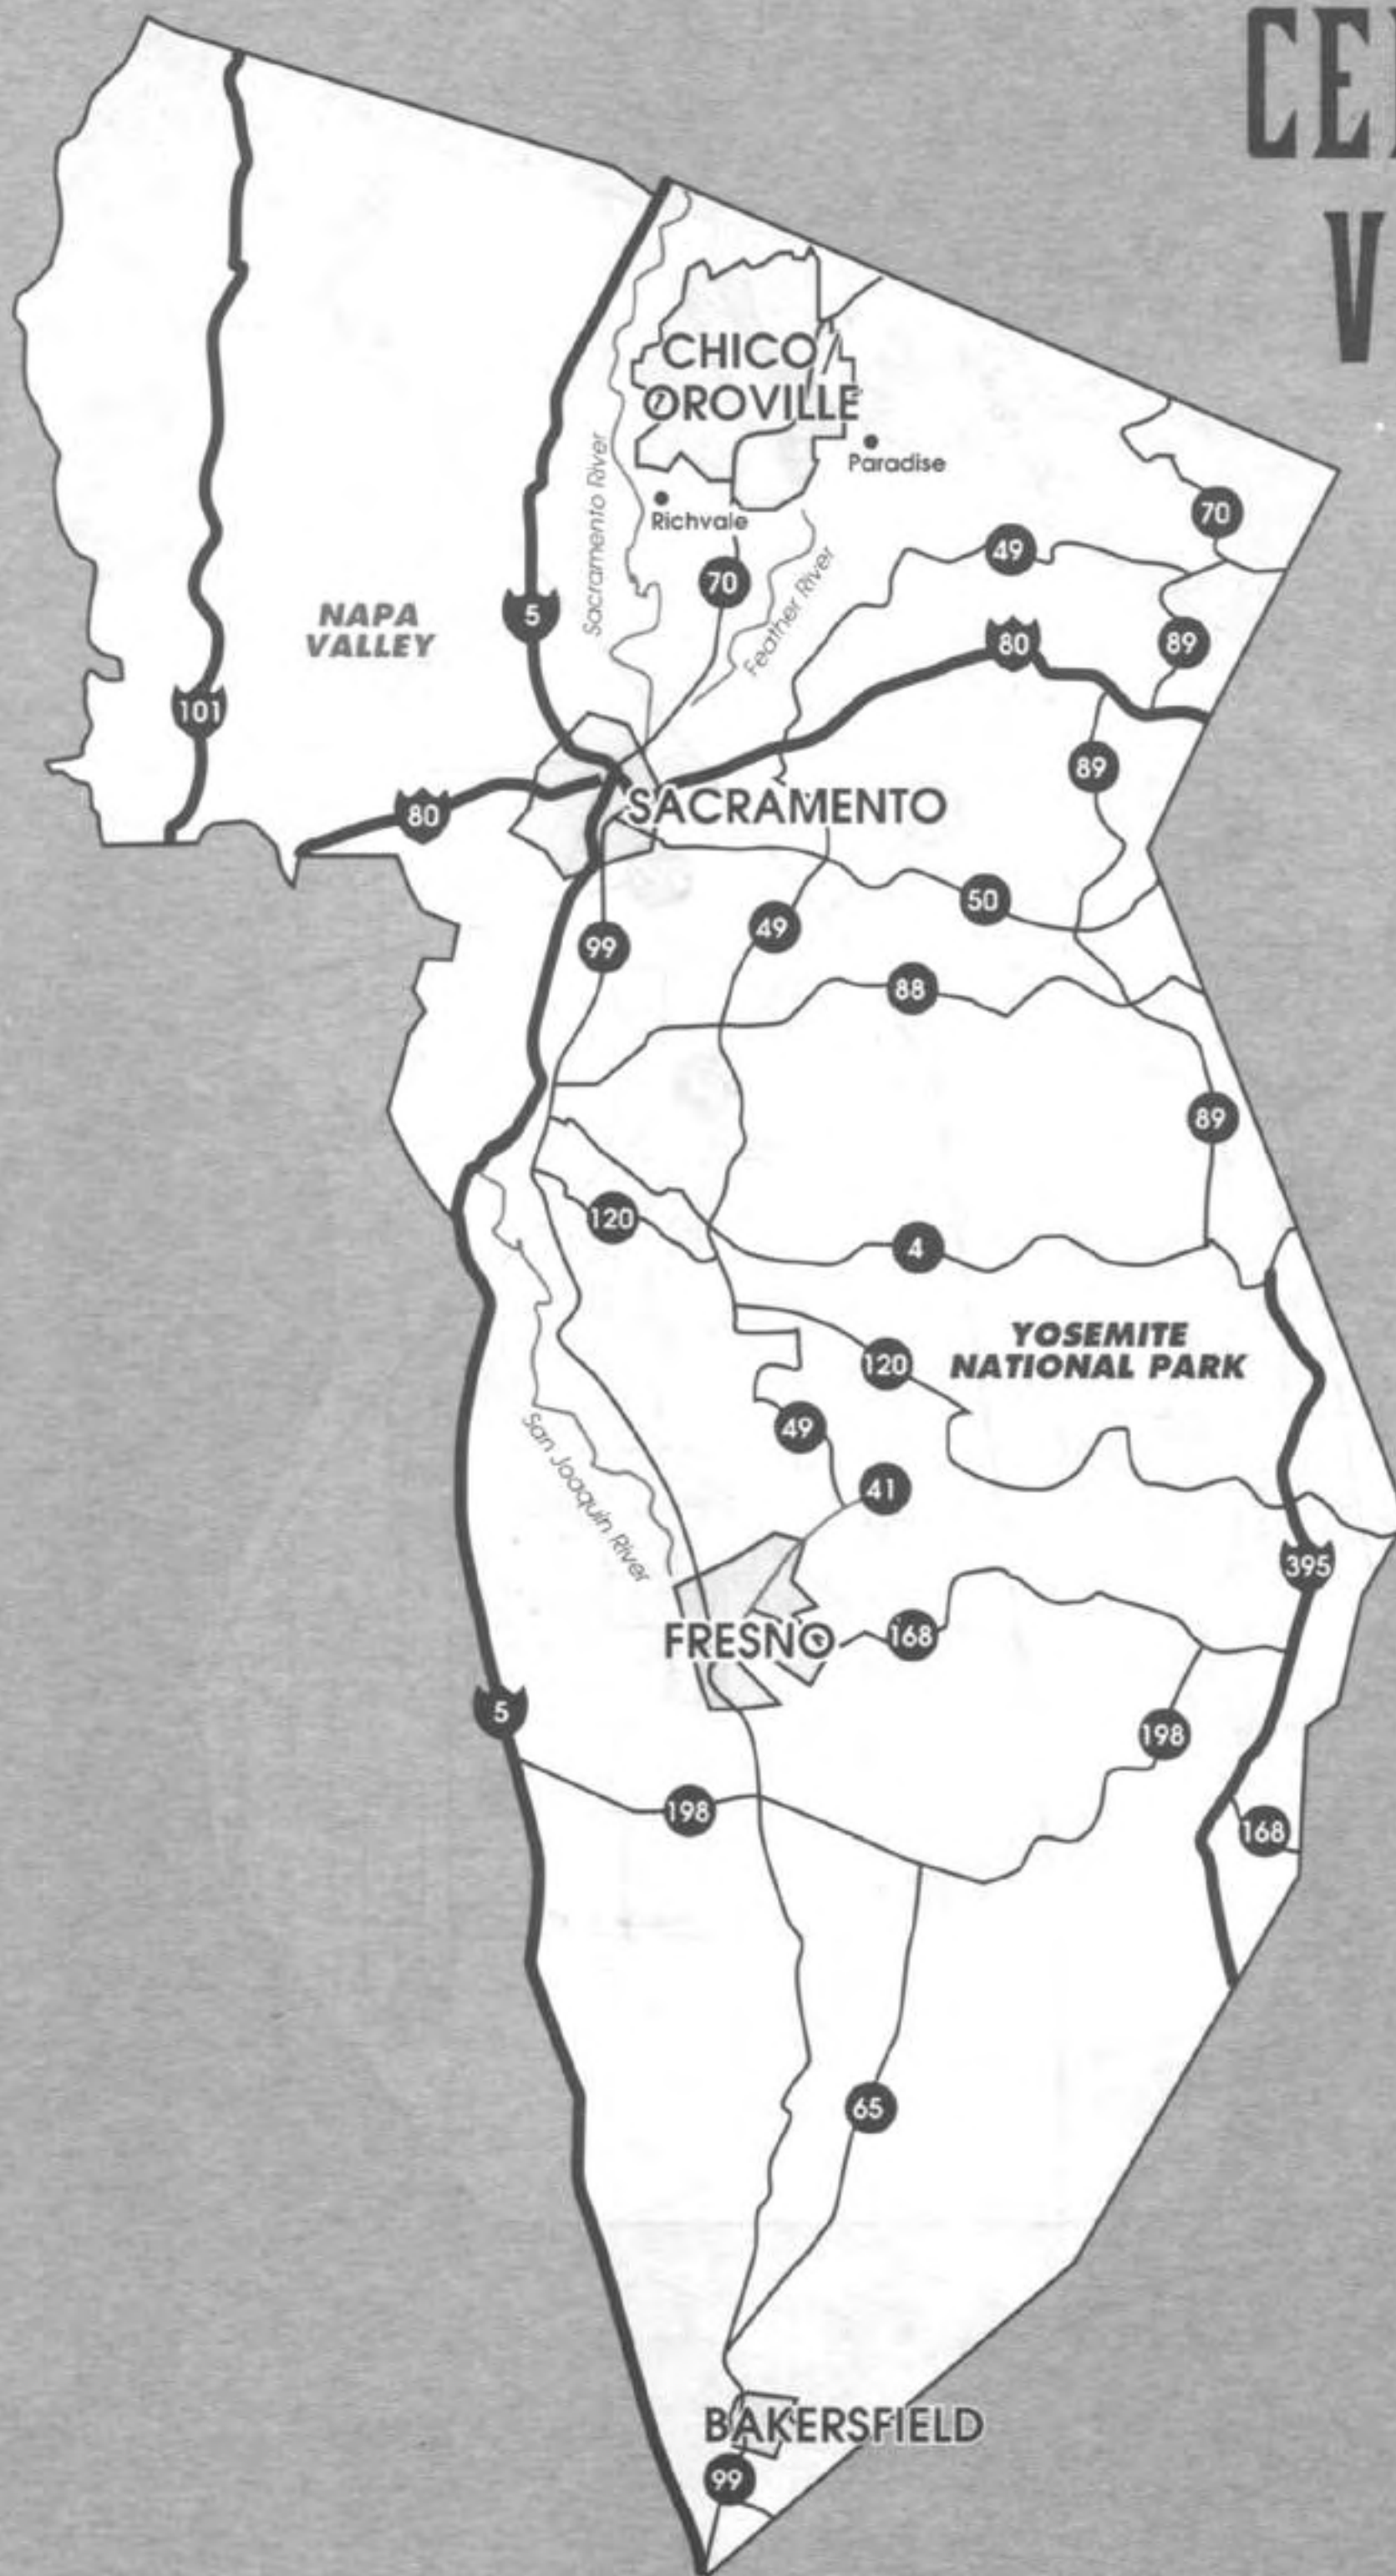 CE
V
CHICO
OROVILLE
Paradise
Richvale
Sacramento River
Feather River
70
70
49
5
80
89
NAPA
VALLEY
101
80
89
SACRAMENTO
50
99
49
88
89
120
4
YOSEMITE
NATIONAL PARK
120
49
San Joaquin River
41
395
FRESNO
168
5
198
198
168
65
BAKERSFIELD
99